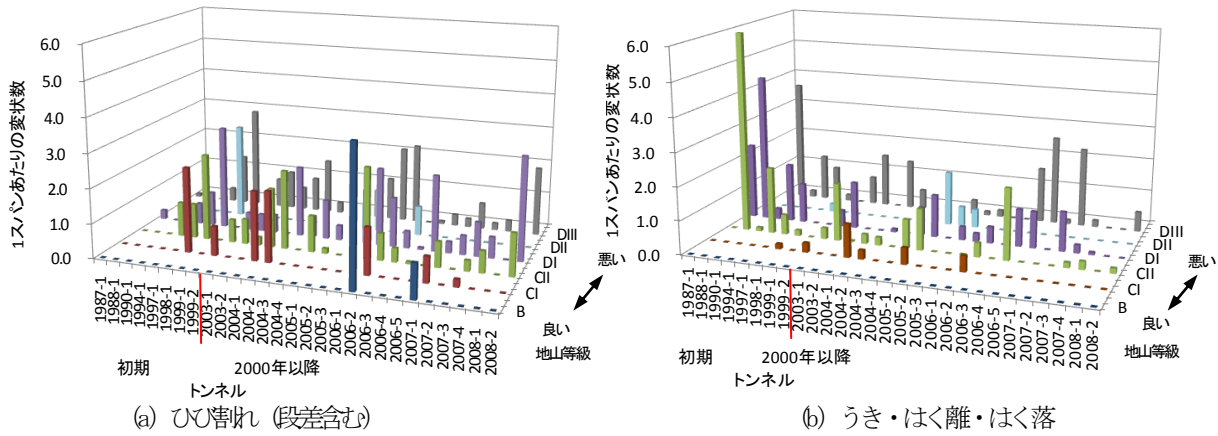 1スパンあたりの変状数
6.0
5.0
4.0
3.0
2.0
1.0
0.0
1987-1
1988-1
1990-1
1994-1
1997-1
1998-1
1999-1
1999-2
2003-1
2003-2
2004-1
2004-2
2004-3
2004-4
2005-1
2005-2
2005-3
2006-1
2006-2
2006-3
2006-4
2006-5
2007-1
2007-2
2007-3
2007-4
2008-1
2008-2
DIII
DII
DI
CII
CI
B
悪い
良い
地山等級
初期
2000年以降
トンネル
(a) ひび割れ (段差含む)
1スパンあたりの変状数
6.0
5.0
4.0
3.0
2.0
1.0
0.0
1987-1
1988-1
1990-1
1994-1
1997-1
1998-1
1999-1
1999-2
2003-1
2003-2
2004-1
2004-2
2004-3
2004-4
2005-1
2005-2
2005-3
2006-1
2006-2
2006-3
2006-4
2006-5
2007-1
2007-2
2007-3
2007-4
2008-1
2008-2
DIII
DII
DI
CII
CI
B
悪い
良い
地山等級
初期
2000年以降
トンネル
(b) うき・はく離・はく落